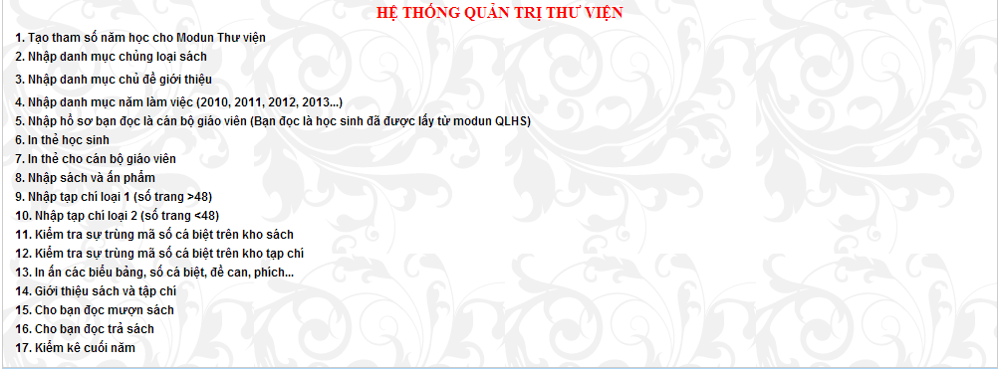 HỆ THỐNG QUẢN TRỊ THƯ VIỆN
1. Tạo tham số năm học cho Modun Thư viện
2. Nhập danh mục chủng loại sách
3. Nhập danh mục chủ đề giới thiệu
4. Nhập danh mục năm làm việc (2010, 2011, 2012, 2013...)
5. Nhập hồ sơ bạn đọc là cán bộ giáo viên (Bạn đọc là học sinh đã được lấy từ modun QLHS)
6. In thẻ học sinh
7. In thẻ cho cán bộ giáo viên
8. Nhập sách và ấn phẩm
9. Nhập tạp chí loại 1 (số trang >48)
10. Nhập tạp chí loại 2 (số trang <48)
11. Kiểm tra sự trùng mã số cá biệt trên kho sách
12. Kiểm tra sự trùng mã số cá biệt trên kho tạp chí
13. In ấn các biểu bảng, số cá biệt, đề can, phích...
14. Giới thiệu sách và tạp chí
15. Cho bạn đọc mượn sách
16. Cho bạn đọc trả sách
17. Kiểm kê cuối năm